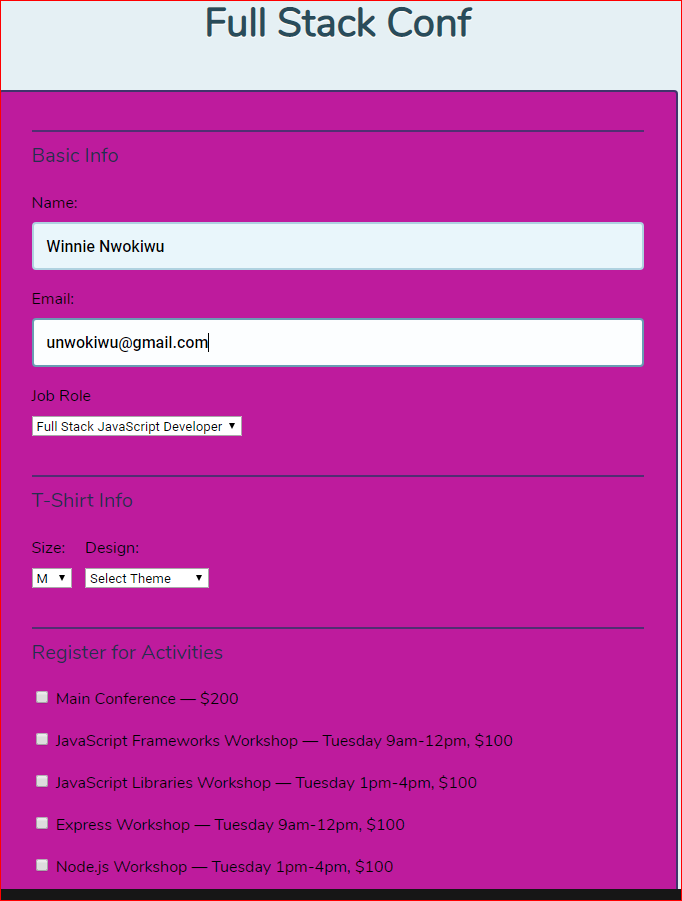 Full Stack Conf
Basic Info
Name:
Winnie Nwokiwu
Email:
unwokiwu@gmail.com
Job Role
Full Stack JavaScript Developer
T-Shirt Info
Size: Design:
M Select Theme
Register for Activities
Main Conference — $200
JavaScript Frameworks Workshop — Tuesday 9am-12pm, $100
JavaScript Libraries Workshop — Tuesday 1pm-4pm, $100
Express Workshop — Tuesday 9am-12pm, $100
Node.js Workshop — Tuesday 1pm-4pm, $100